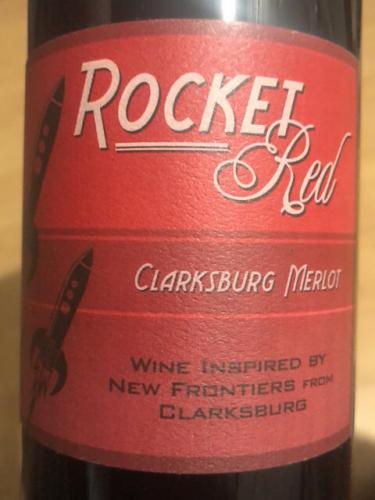 ROCKET
Red
CLARKSBURG MERLOT
WINE INSPIRED BY
NEW FRONTIERS FROM
CLARKSBURG